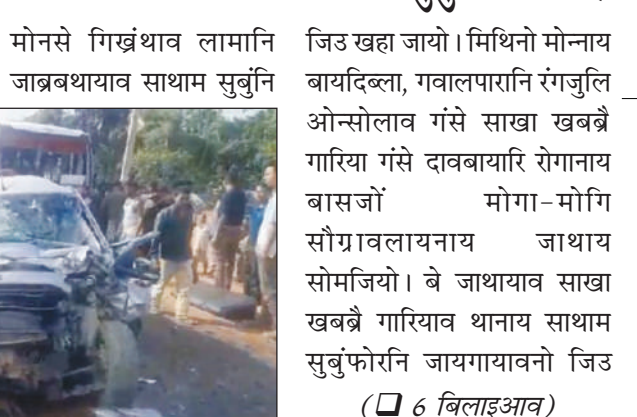 मोनसे गिख्रंथाव लामानि
जाब्रबथायाव साथाम सुबुंनि
जिउ खहा जायो। मिथिनो मोन्नाय
बायदिब्ला, गवालपारानि रंगजुलि
ओन्सोलाव गंसे साखा खबब्रै
गारिया गंसे दावबायारि रोगानाय
बासजों मोगा-मोगि
सौग्रावलायनाय जाथाय
सोमजियो। बे जाथायाव साखा
खबब्रै गारियाव थानाय साथाम
सुबुंफोरनि जायगायावनो जिउ
(❑ 6 बिलाइआव)